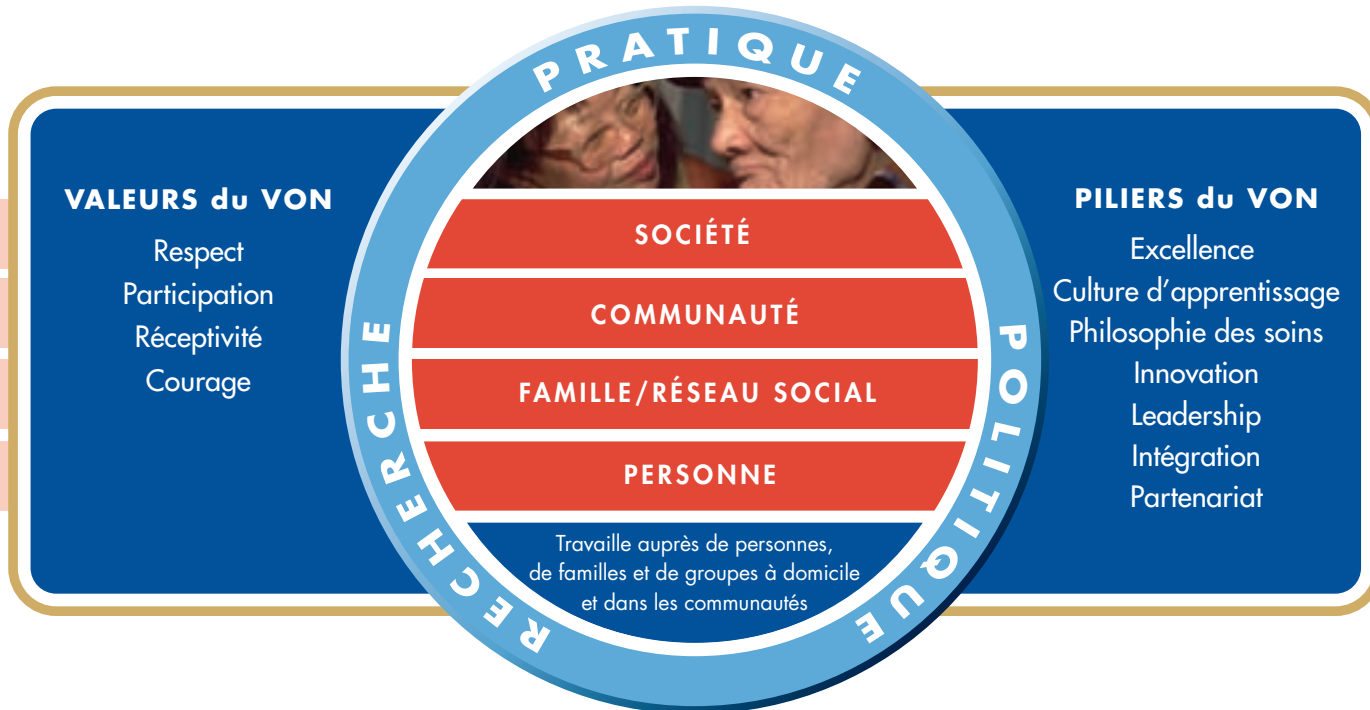 PRATIQUE
VALEURS du VON
Respect
Participation
Réceptivité
Courage
RECHERCHE
SOCIÉTÉ
COMMUNAUTÉ
FAMILLE/RÉSEAU SOCIAL
PERSONNE
Travaille auprès de personnes,
de familles et de groupes à domicile
et dans les communautés
POLITIQUE
PILIERS du VON
Excellence
Culture d’apprentissage
Philosophie des soins
Innovation
Leadership
Intégration
Partenariat